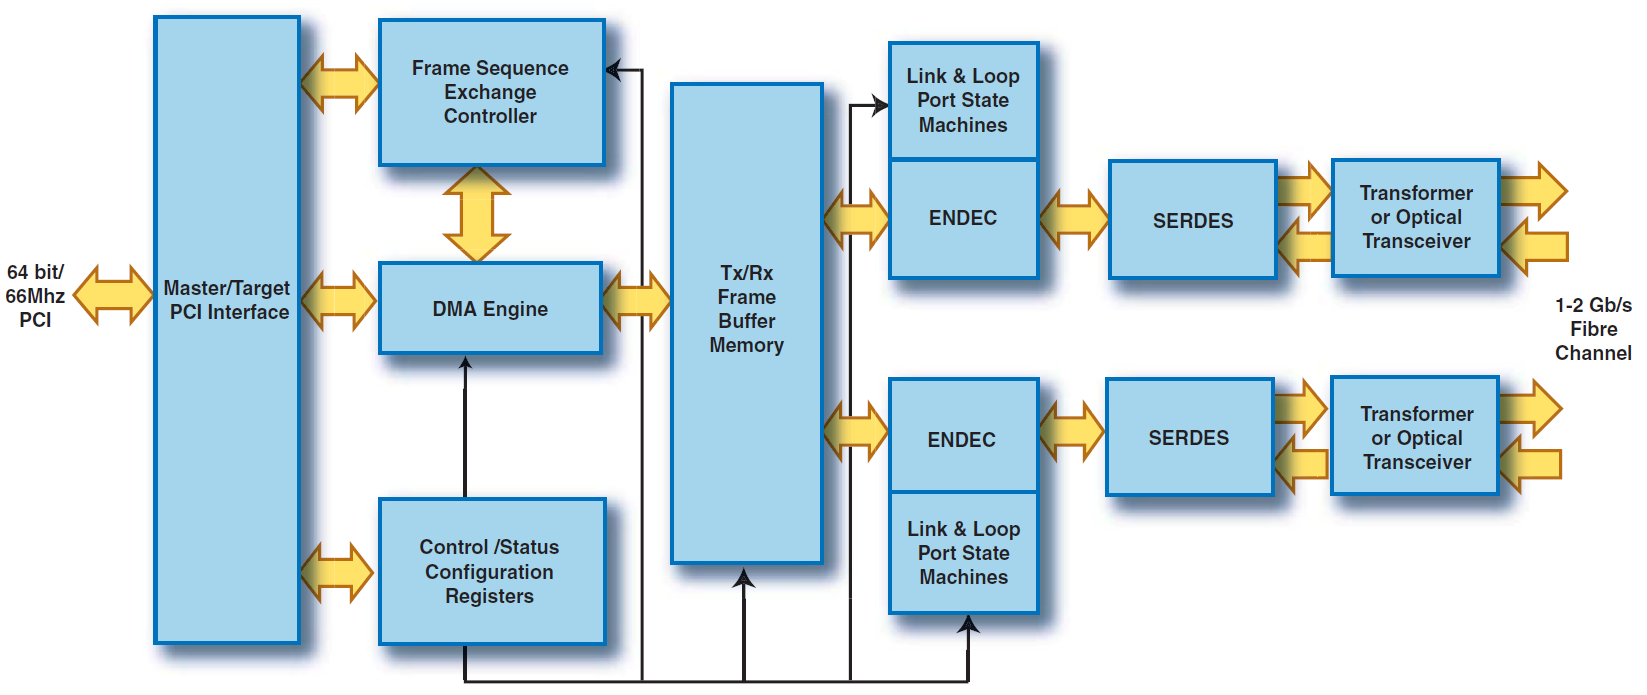 64 bit/
66Mhz
PCI
Master/Target
PCI Interface
Frame Sequence
Exchange
Controller
DMA Engine
Control /Status
Configuration
Registers
Tx/Rx
Frame
Buffer
Memory
Link & Loop
Port State
Machines
ENDEC
SERDES
Transformer
or Optical
Transceiver
1-2 Gb/s
Fibre
Channel
ENDEC
Link & Loop
Port State
Machines
SERDES
Transformer
or Optical
Transceiver